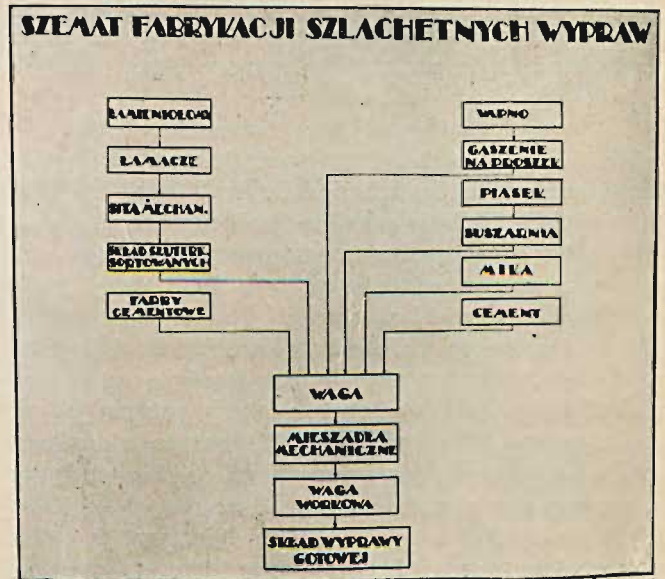 SZEMAT FABRYKACJI SZLACHETNYCH WYPRAW
KAMIENIOŁOMY
ŁAMACZE
SITA MECHAN.
SKŁAD SZUTERK.
SORTOWANYCH
FARBY
CEMENTOWE
WAPNO
GASZENIE
NA PROSZEK
PIASEK
SUSZARNIA
MIKA
CEMENT
WAGA
MIESZADŁA
MECHANICZNE
WAGA
WORKOWA
SKŁAD WYPRAWY
GOTOWEJ